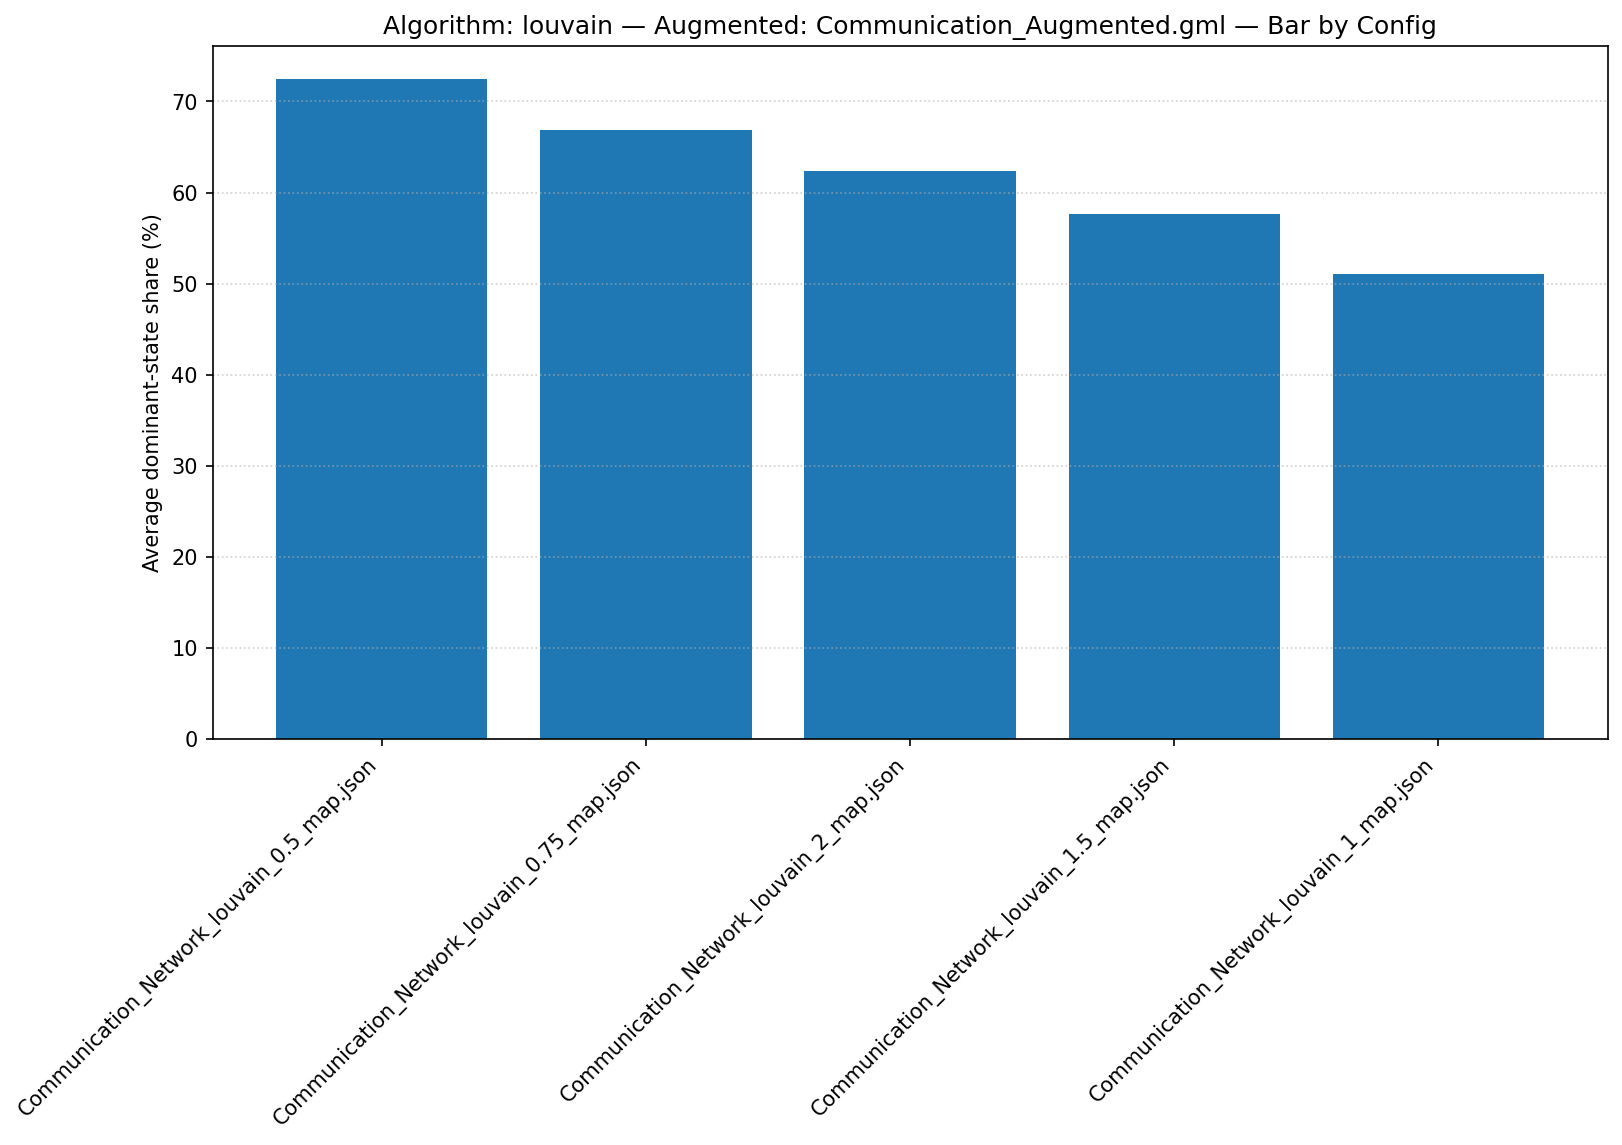 Algorithm: louvain — Augmented: Communication_Augmented.gml — Bar by Config
Average dominant-state share (%)
70
60
50
40
30
20
10
0
Communication_Network_louvain_0.5_map.json
Communication_Network_louvain_0.75_map.json
Communication_Network_louvain_2_map.json
Communication_Network_louvain_1.5_map.json
Communication_Network_louvain_1_map.json